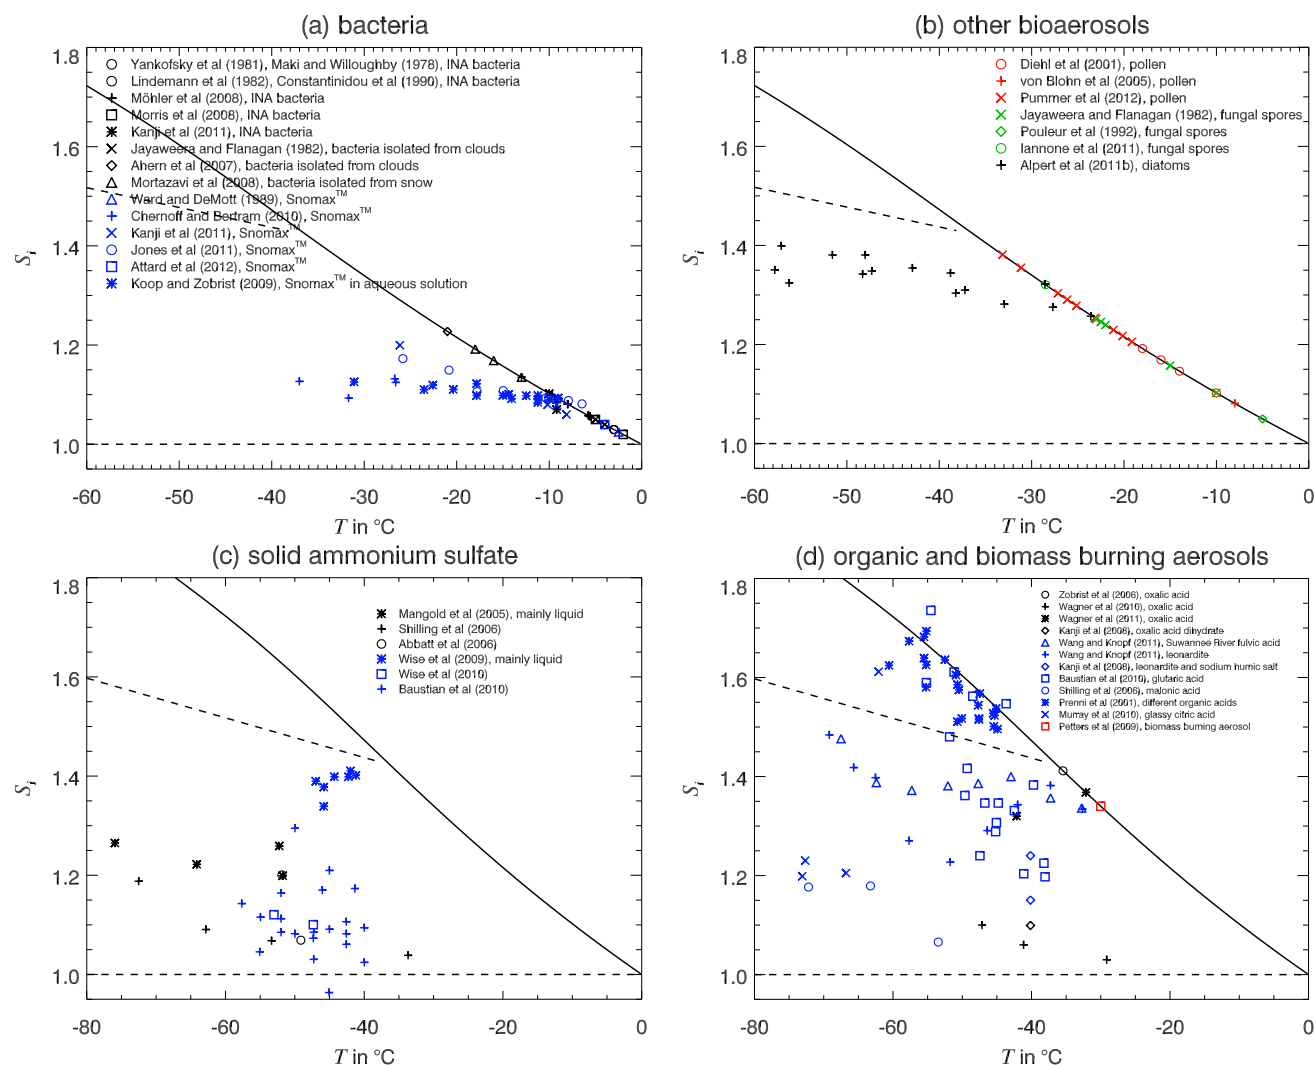 (a) bacteria
1.8
1.6
1.4
1.2
1.0
Si
Yankofsky et al (1981), Maki and Willoughby (1978), INA bacteria
Lindemann et al (1982), Constantinidou et al (1990), INA bacteria
Möhler et al (2008), INA bacteria
Morris et al (2008), INA bacteria
Kanji et al (2011), INA bacteria
Jayaweera and Flanagan (1982), bacteria isolated from clouds
Ahern et al (2007), bacteria isolated from clouds
Mortazavi et al (2008), bacteria isolated from snow
Ward and DeMott (1989), Snomax™
Chernoff and Bertram (2010), Snomax™
Kanji et al (2011), Snomax™
Jones et al (2011), Snomax™
Attard et al (2012), Snomax™
Koop and Zobrist (2009), Snomax™ in aqueous solution
-60 -50 -40 -30 -20 -10 0
T in °C
(b) other bioaerosols
1.8
1.6
1.4
1.2
1.0
Si
Diehl et al (2001), pollen
von Blohn et al (2005), pollen
Pummer et al (2012), pollen
Jayaweera and Flanagan (1982), fungal spores
Pouleur et al (1992), fungal spores
Iannone et al (2011), fungal spores
Alpert et al (2011b), diatoms
-60 -50 -40 -30 -20 -10 0
T in °C
(c) solid ammonium sulfate
1.8
1.6
1.4
1.2
1.0
Si
Mangold et al (2005), mainly liquid
Shilling et al (2006)
Abbatt et al (2006)
Wise et al (2009), mainly liquid
Wise et al (2010)
Baustian et al (2010)
-80 -60 -40 -20 0
T in °C
(d) organic and biomass burning aerosols
1.8
1.6
1.4
1.2
1.0
Si
Zobrist et al (2006), oxalic acid
Wagner et al (2010), oxalic acid
Wagner et al (2011), oxalic acid
Kanji et al (2008), oxalic acid dihydrate
Wang and Knopf (2011), Suwannee River fulvic acid
Wang and Knopf (2011), leonardite
Kanji et al (2008), leonardite and sodium humic salt
Baustian et al (2010), glutaric acid
Shilling et al (2006), malonic acid
Prenni et al (2001), different organic acids
Murray et al (2010), glassy citric acid
Petters et al (2009), biomass burning aerosol
-80 -60 -40 -20 0
T in °C